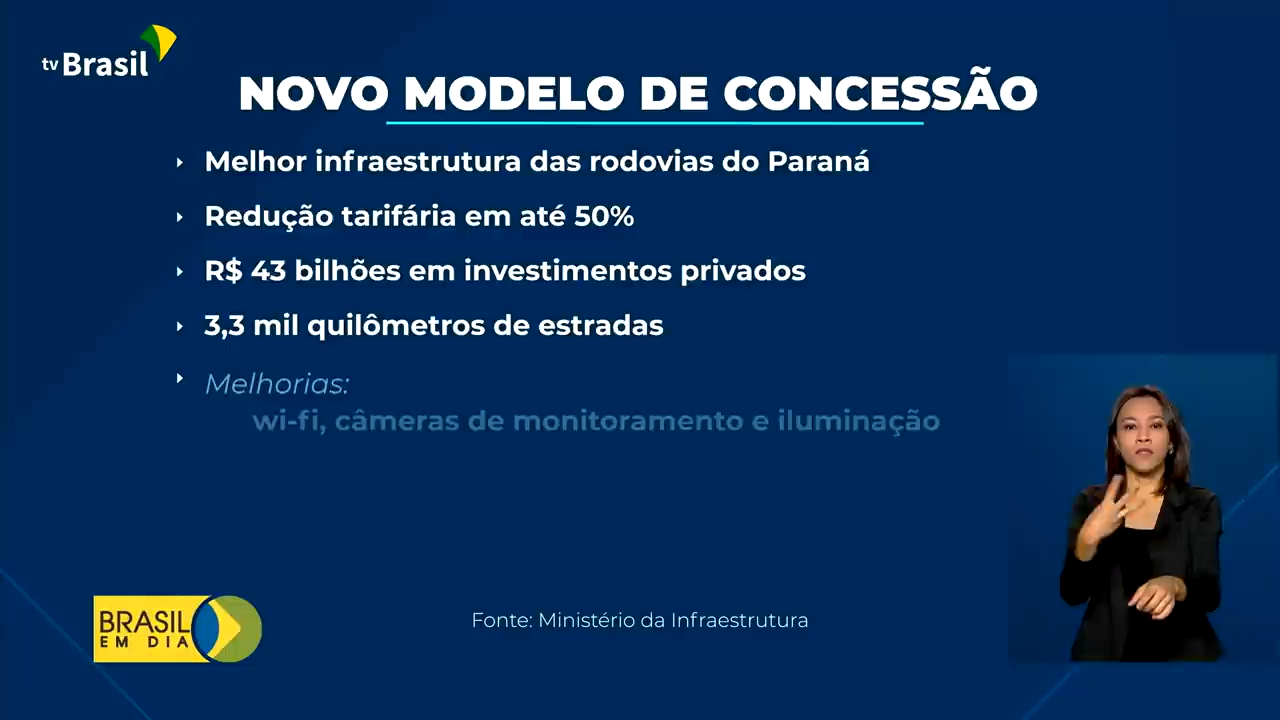 tv Brasil
NOVO MODELO DE CONCESSÃO
Melhor infraestrutura das rodovias do Paraná
Redução tarifária em até 50%
R$ 43 bilhões em investimentos privados
3,3 mil quilômetros de estradas
Melhorias:
wi-fi, câmeras de monitoramento e iluminação
BRASIL
EM DIA
Fonte: Ministério da Infraestrutura